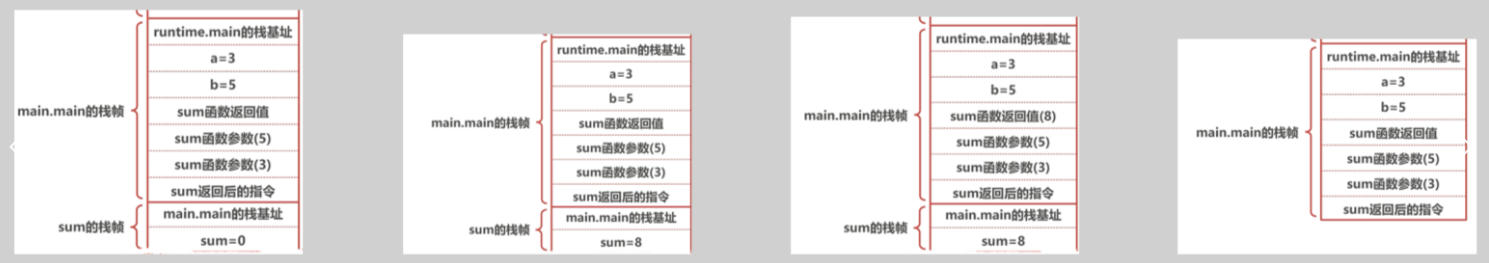 runtime.main的栈基址
a=3
b=5
main.main的栈帧
sum函数返回值
sum函数参数(5)
sum函数参数(3)
sum返回后的指令
sum的栈帧
main.main的栈基址
sum=0
runtime.main的栈基址
a=3
b=5
main.main的栈帧
sum函数返回值
sum函数参数(5)
sum函数参数(3)
sum返回后的指令
sum的栈帧
main.main的栈基址
sum=8
runtime.main的栈基址
a=3
b=5
main.main的栈帧
sum函数返回值(8)
sum函数参数(5)
sum函数参数(3)
sum返回后的指令
sum的栈帧
main.main的栈基址
sum=8
runtime.main的栈基址
a=3
b=5
main.main的栈帧
sum函数返回值
sum函数参数(5)
sum函数参数(3)
sum返回后的指令